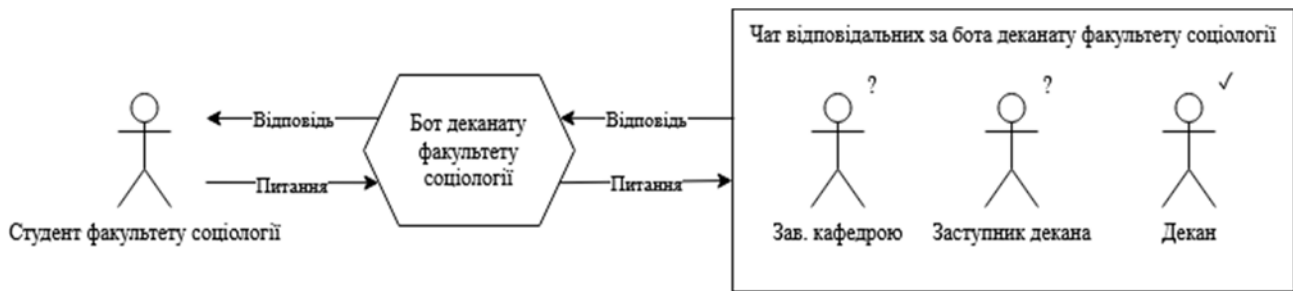 Чат відповідальних за бота деканату факультету соціології
? ? ✓
Відповідь
Бот деканату
факультету
соціології
Відповідь
Питання
Питання
Студент факультету соціології
Зав. кафедрою
Заступник декана
Декан